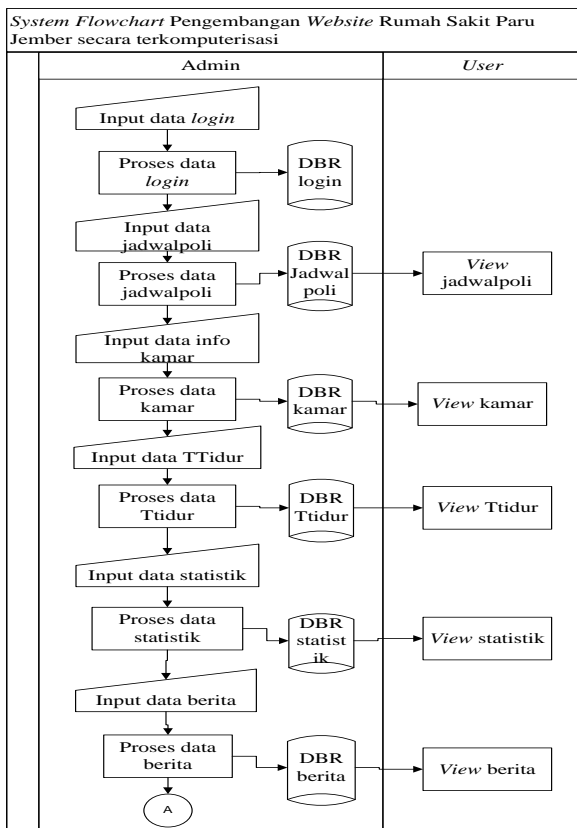 System Flowchart Pengembangan Website Rumah Sakit Paru
Jember secara terkomputerisasi
Admin
User
Input data login
Proses data
login
DBR
login
Input data
jadwalpoli
Proses data
jadwalpoli
DBR
Jadwal
poli
View
jadwalpoli
Input data info
kamar
Proses data
kamar
DBR
kamar
View kamar
Input data TTidur
Proses data
Ttidur
DBR
Ttidur
View Ttidur
Input data statistik
Proses data
statistik
DBR
statist
ik
View statistik
Input data berita
Proses data
berita
DBR
berita
View berita
A